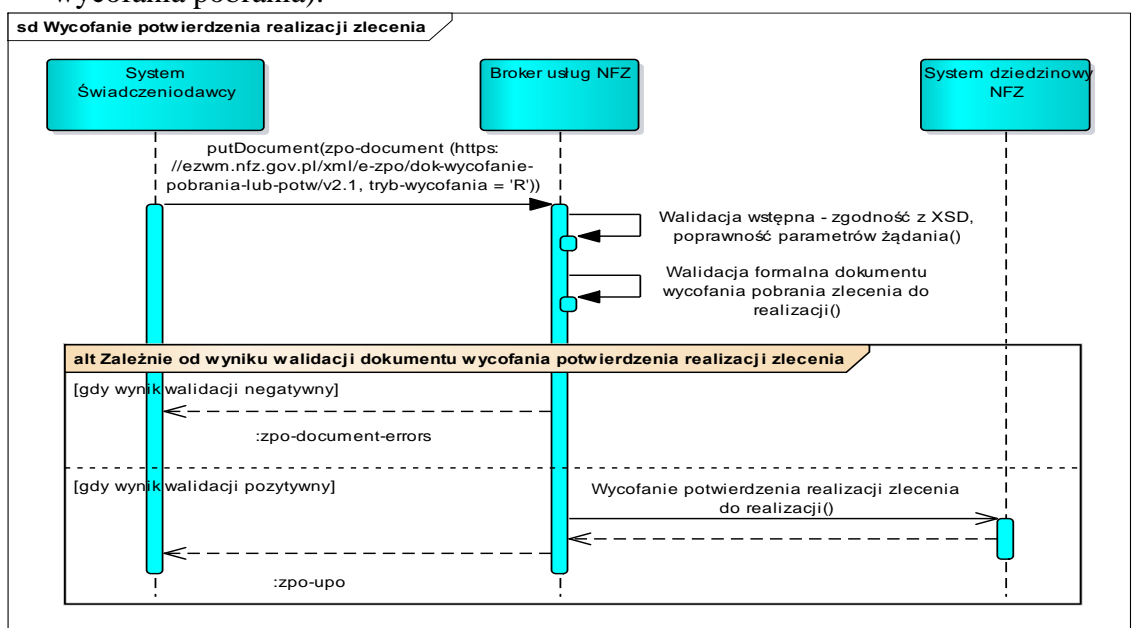 wycofania pobrania).
sd Wycofanie potwierdzenia realizacji zlecenia
System
Świadczeniodawcy
Broker usług NFZ
System dziedzinowy
NFZ
putDocument(zpo-document (https:
//ezwm.nfz.gov.pl/xml/e-zpo/dok-wycofanie-
pobrania-lub-potw/v2.1, tryb-wycofania = 'R'))
Walidacja wstępna - zgodność z XSD,
poprawność parametrów żądania()
Walidacja formalna dokumentu
wycofania pobrania zlecenia do
realizacji()
alt Zależnie od wyniku walidacji dokumentu wycofania potwierdzenia realizacji zlecenia
[gdy wynik walidacji negatywny]
:zpo-document-errors
[gdy wynik walidacji pozytywny]
Wycofanie potwierdzenia realizacji zlecenia
do realizacji()
:zpo-upo